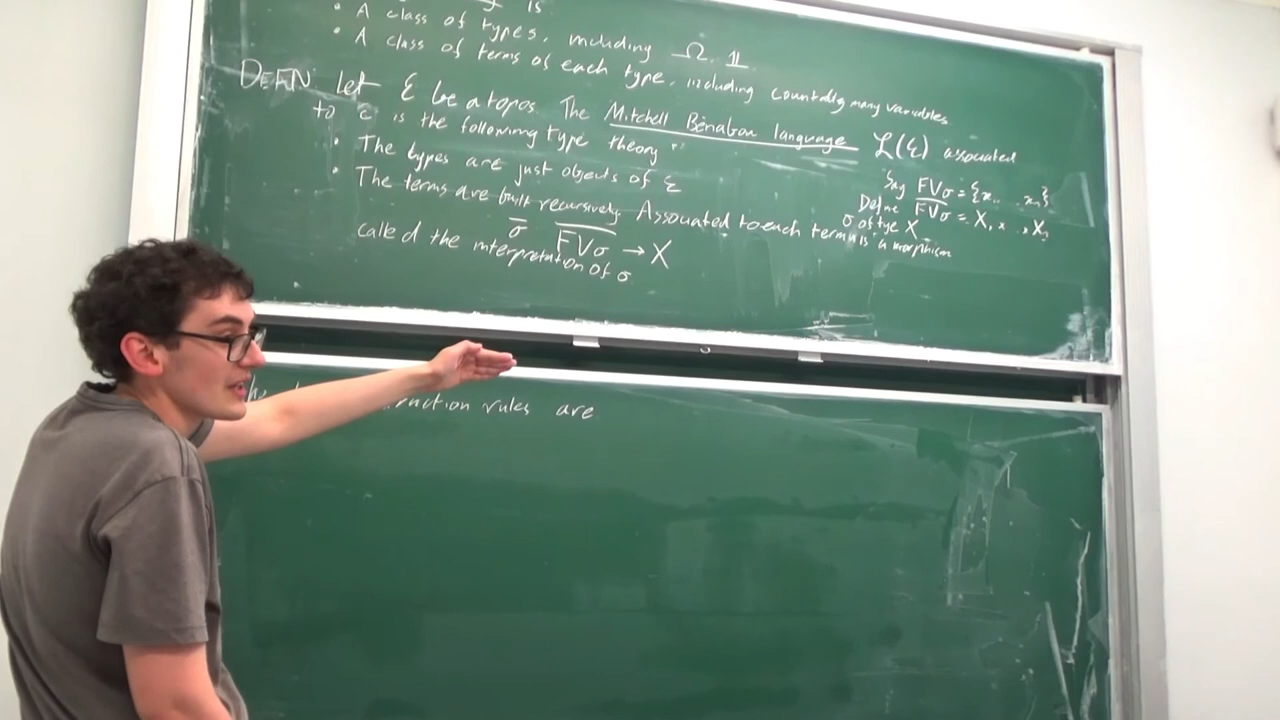 is
• A class of types, including Ω, 𝟙
• A class of terms of each type, including countably many variables
DEFN let ℰ be a topos. The Mitchell Bénabou language ℒ(ℰ) associated
to ℰ is the following type theory
• The types are just objects of ℰ
• The terms are built recursively. Associated to each term σ of type X is a morphism
σ̄ F̅V̅σ̅ → X
called the interpretation of σ
Say FVσ = {x₁, .. xₙ}
Define F̅V̅σ̅ = X₁ x .. x Xₙ
ruction rules are